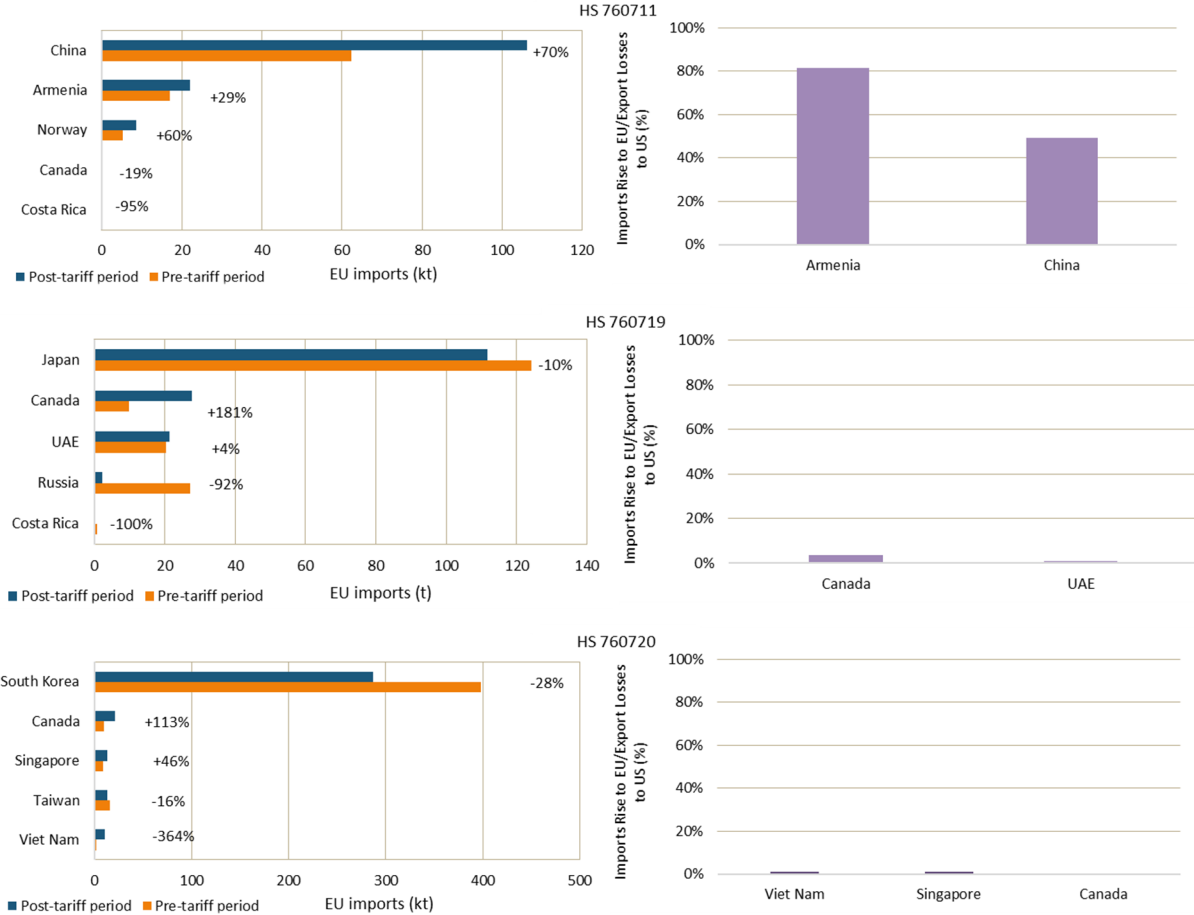 HS 760711
China
+70%
Armenia
+29%
Norway
+60%
Canada
-19%
Costa Rica
-95%
0 20 40 60 80 100 120
EU imports (kt)
Post-tariff period Pre-tariff period
Imports Rise to EU/Export Losses
to US (%)
100%
80%
60%
40%
20%
0%
Armenia China
HS 760719
Japan
-10%
Canada
+181%
UAE
+4%
Russia
-92%
Costa Rica
-100%
0 20 40 60 80 100 120 140
EU imports (t)
Post-tariff period Pre-tariff period
Imports Rise to EU/Export Losses
to US (%)
100%
80%
60%
40%
20%
0%
Canada UAE
HS 760720
South Korea
-28%
Canada
+113%
Singapore
+46%
Taiwan
-16%
Viet Nam
-364%
0 100 200 300 400 500
EU imports (kt)
Post-tariff period Pre-tariff period
Imports Rise to EU/Export Losses
to US (%)
100%
80%
60%
40%
20%
0%
Viet Nam Singapore Canada